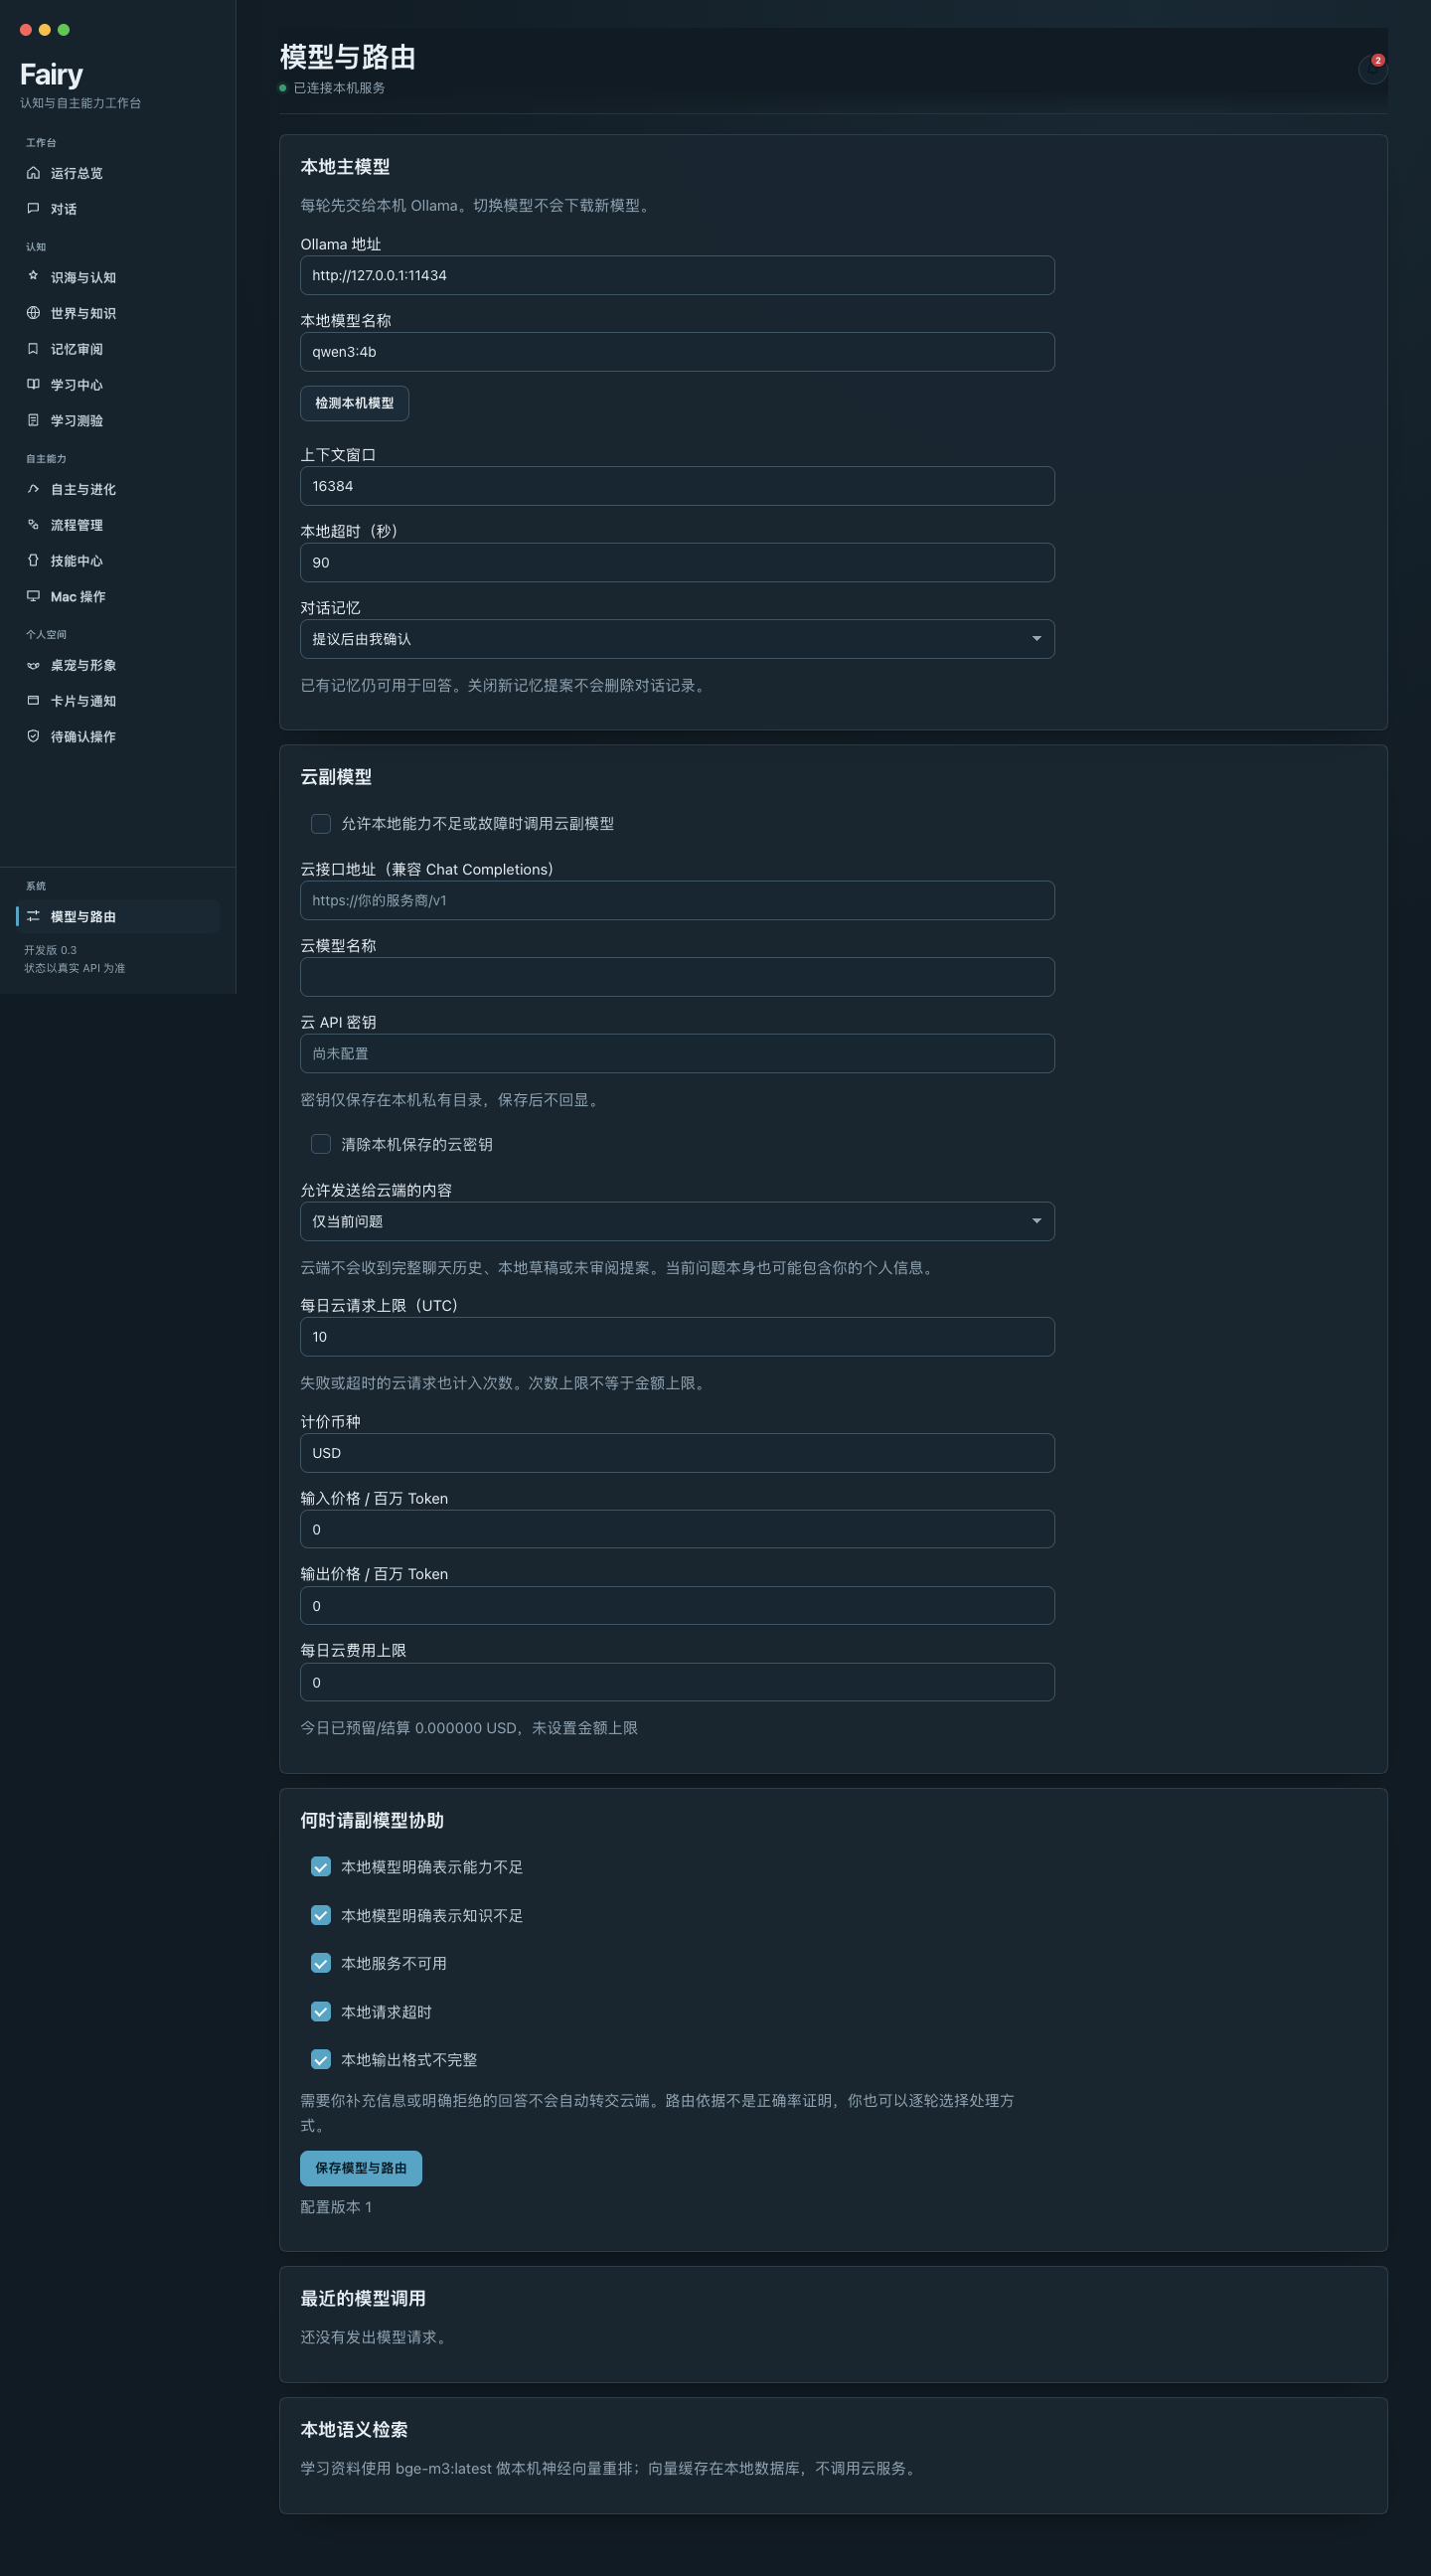 Fairy
认知与自主能力工作台
工作台
运行总览
对话
认知
识海与认知
世界与知识
记忆审阅
学习中心
学习测验
自主能力
自主与进化
流程管理
技能中心
Mac 操作
个人空间
桌宠与形象
卡片与通知
待确认操作
系统
模型与路由
开发版 0.3
状态以真实 API 为准
模型与路由
已连接本机服务
2
本地主模型
每轮先交给本机 Ollama。切换模型不会下载新模型。
Ollama 地址
http://127.0.0.1:11434
本地模型名称
qwen3:4b
检测本机模型
上下文窗口
16384
本地超时（秒）
90
对话记忆
提议后由我确认
已有记忆仍可用于回答。关闭新记忆提案不会删除对话记录。
云副模型
允许本地能力不足或故障时调用云副模型
云接口地址（兼容 Chat Completions）
https://你的服务商/v1
云模型名称
云 API 密钥
尚未配置
密钥仅保存在本机私有目录，保存后不回显。
清除本机保存的云密钥
允许发送给云端的内容
仅当前问题
云端不会收到完整聊天历史、本地草稿或未审阅提案。当前问题本身也可能包含你的个人信息。
每日云请求上限（UTC）
10
失败或超时的云请求也计入次数。次数上限不等于金额上限。
计价币种
USD
输入价格 / 百万 Token
0
输出价格 / 百万 Token
0
每日云费用上限
0
今日已预留/结算 0.000000 USD，未设置金额上限
何时请副模型协助
本地模型明确表示能力不足
本地模型明确表示知识不足
本地服务不可用
本地请求超时
本地输出格式不完整
需要你补充信息或明确拒绝的回答不会自动转交云端。路由依据不是正确率证明，你也可以逐轮选择处理方
式。
保存模型与路由
配置版本 1
最近的模型调用
还没有发出模型请求。
本地语义检索
学习资料使用 bge-m3:latest 做本机神经向量重排；向量缓存在本地数据库，不调用云服务。